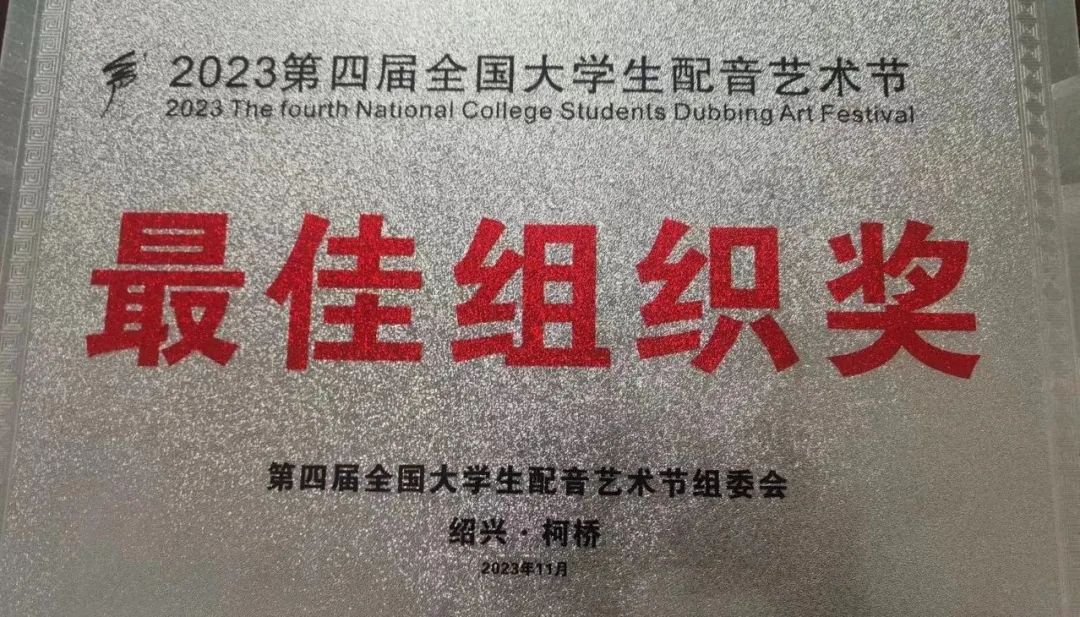 2023第四届全国大学生配音艺术节
2023 The fourth National College Students Dubbing Art Festival
最佳组织奖
第四届全国大学生配音艺术节组委会
绍兴·柯桥
2023年11月